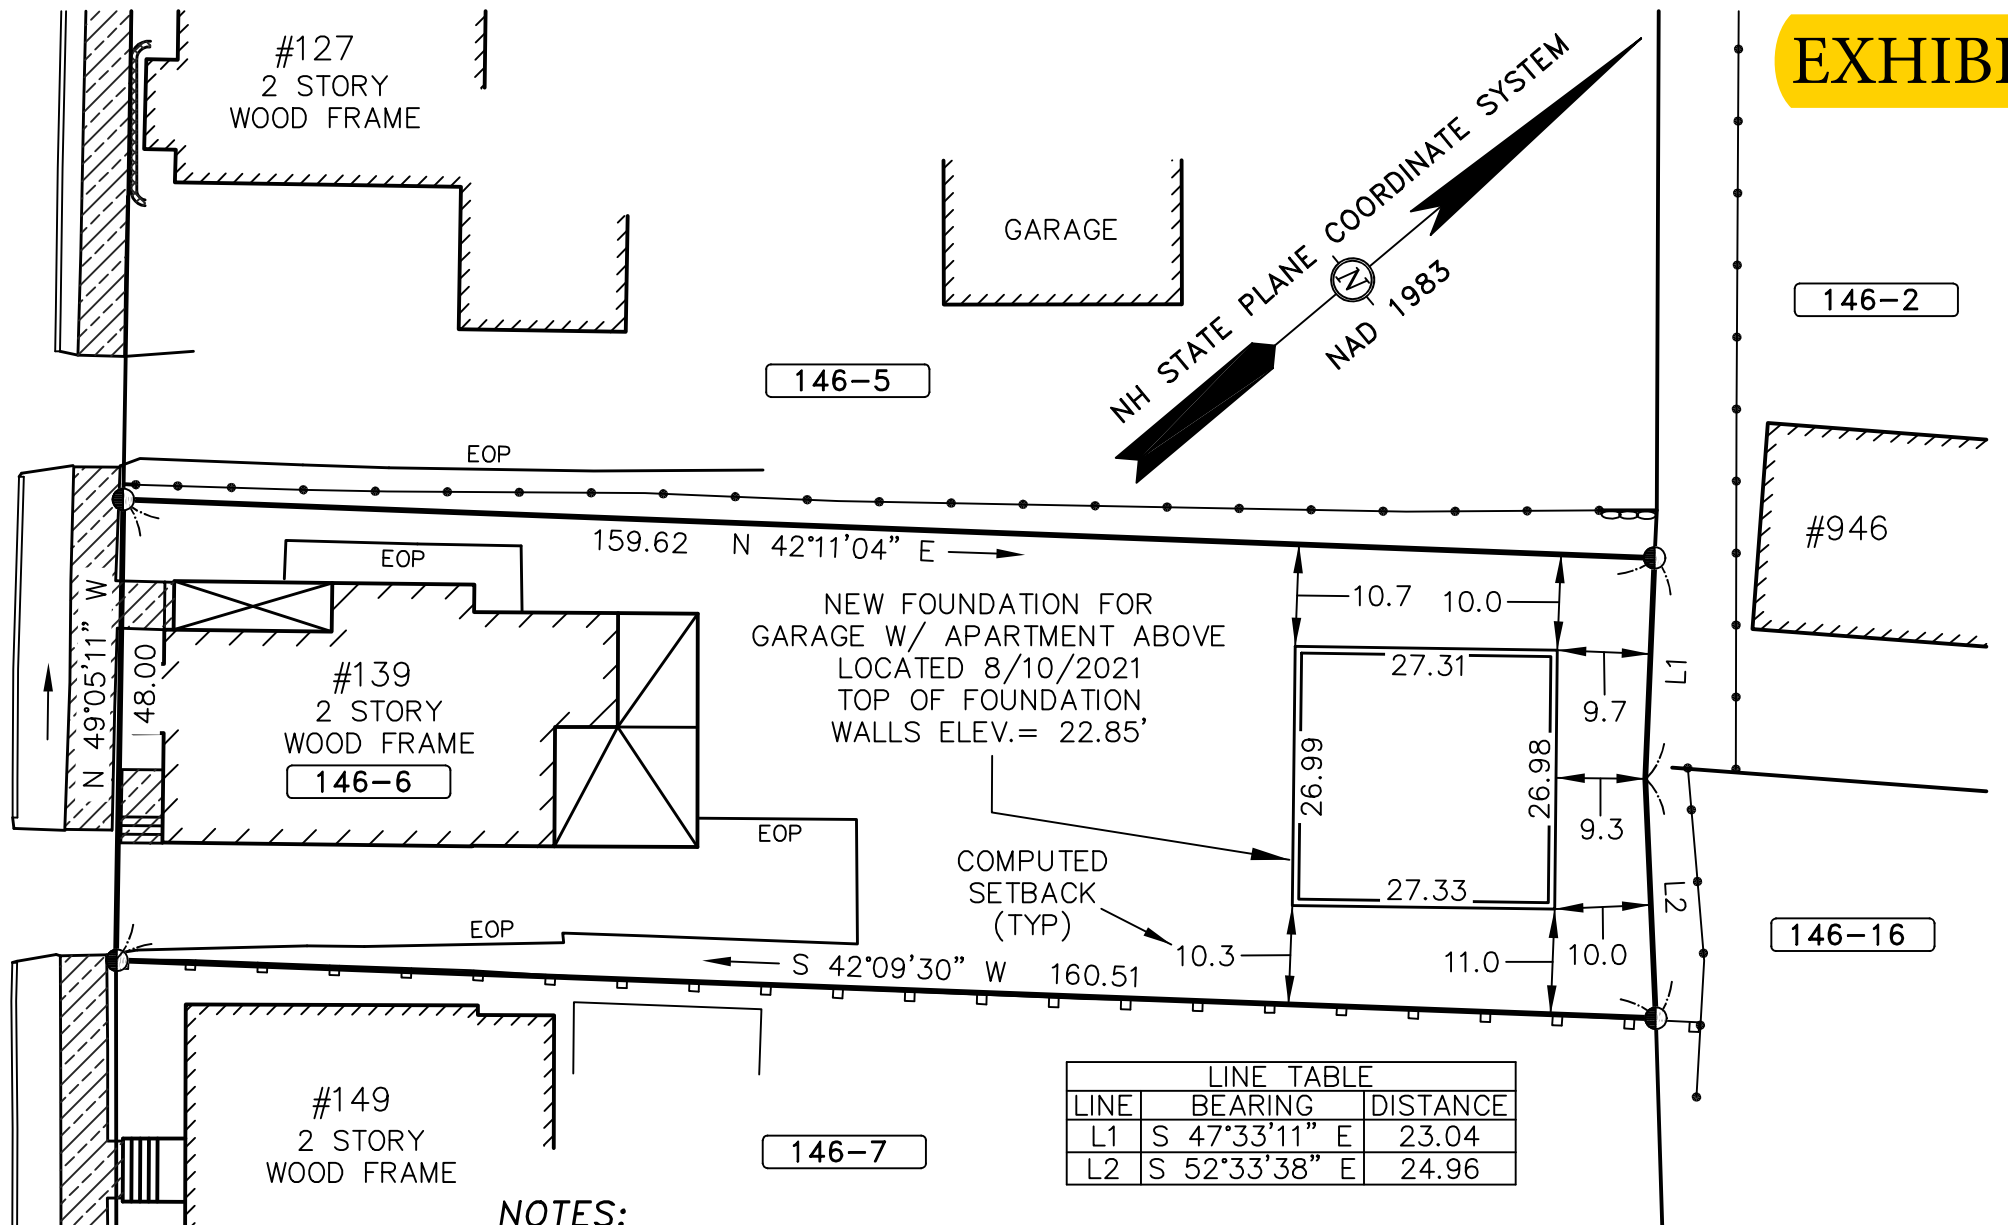 #127
2 STORY
WOOD FRAME
GARAGE
NH STATE PLANE COORDINATE SYSTEM
N
NAD 1983
146-2
146-5
EOP
159.62 N 42°11'04" E
EOP
#946
NEW FOUNDATION FOR
GARAGE W/ APARTMENT ABOVE
LOCATED 8/10/2021
TOP OF FOUNDATION
WALLS ELEV.= 22.85'
10.7
10.0
27.31
L1
9.7
N 49°05'11" W
48.00
#139
2 STORY
WOOD FRAME
146-6
26.99
26.98
9.3
EOP
COMPUTED
SETBACK
(TYP)
27.33
L2
EOP
S 42°09'30" W 160.51
10.3
11.0
10.0
146-16
LINE TABLE
LINE BEARING DISTANCE
L1 S 47°33'11" E 23.04
L2 S 52°33'38" E 24.96
#149
2 STORY
WOOD FRAME
146-7
NOTES: